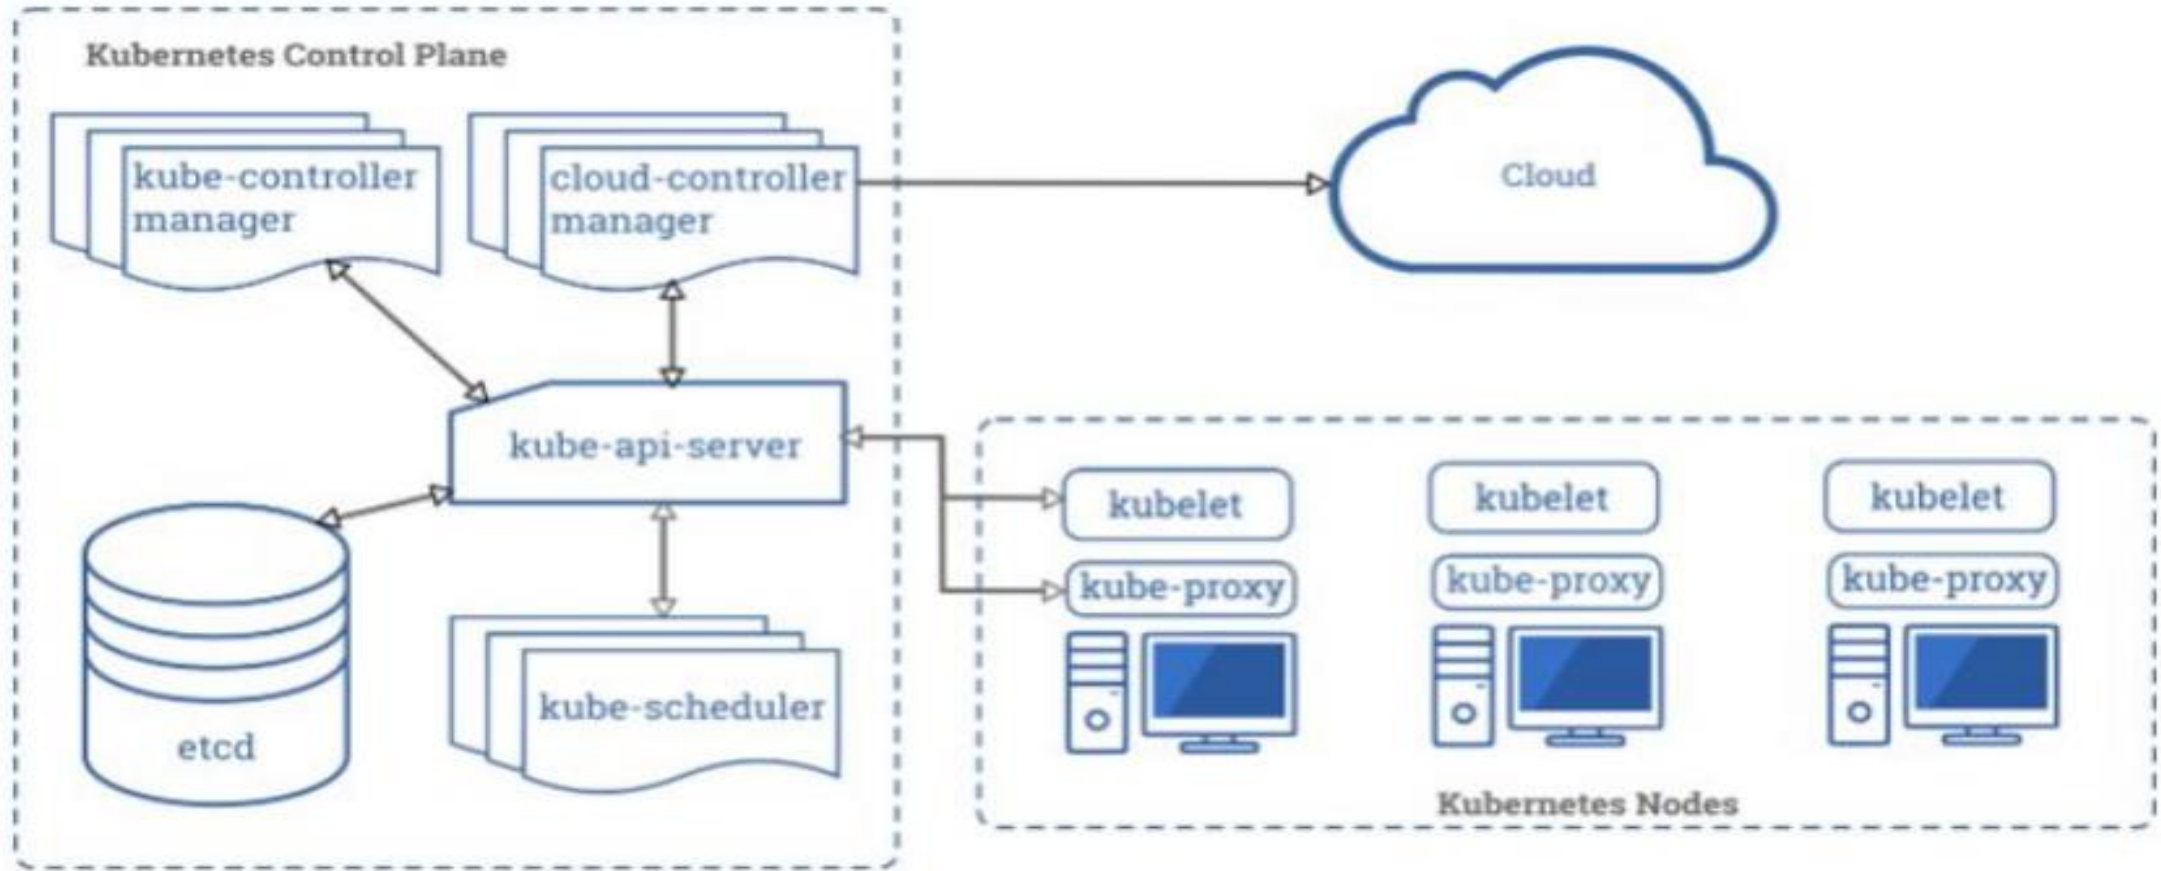 Kubernetes Control Plane
kube-controller
manager
cloud-controller
manager
Cloud
kube-api-server
etcd
kube-scheduler
kubelet
kube-proxy
kubelet
kube-proxy
kubelet
kube-proxy
Kubernetes Nodes